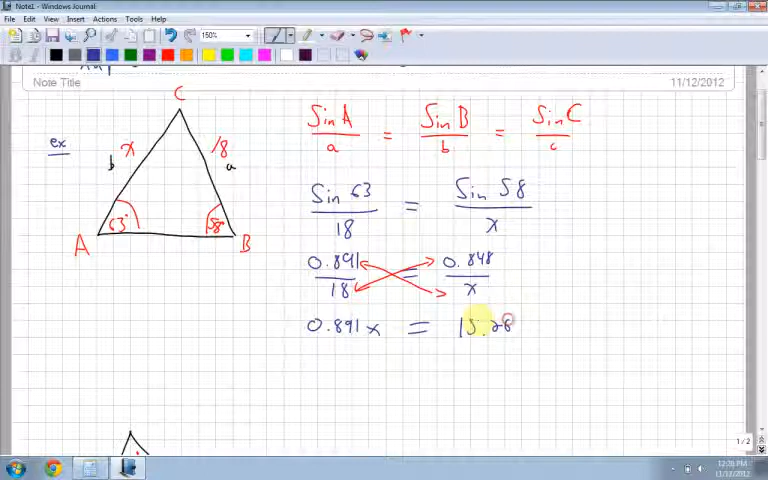 Note1 - Windows Journal
File Edit View Insert Actions Tools Help
150%
Note Title 11/12/2012
ex
C
x
b
18
a
63°
58°
A
B
Sin A / a = Sin B / b = Sin C / c
Sin 63 / 18 = Sin 58 / x
0.891 / 18 = 0.848 / x
0.891 x = 15.28
1 / 2
12:28 PM
11/12/2012